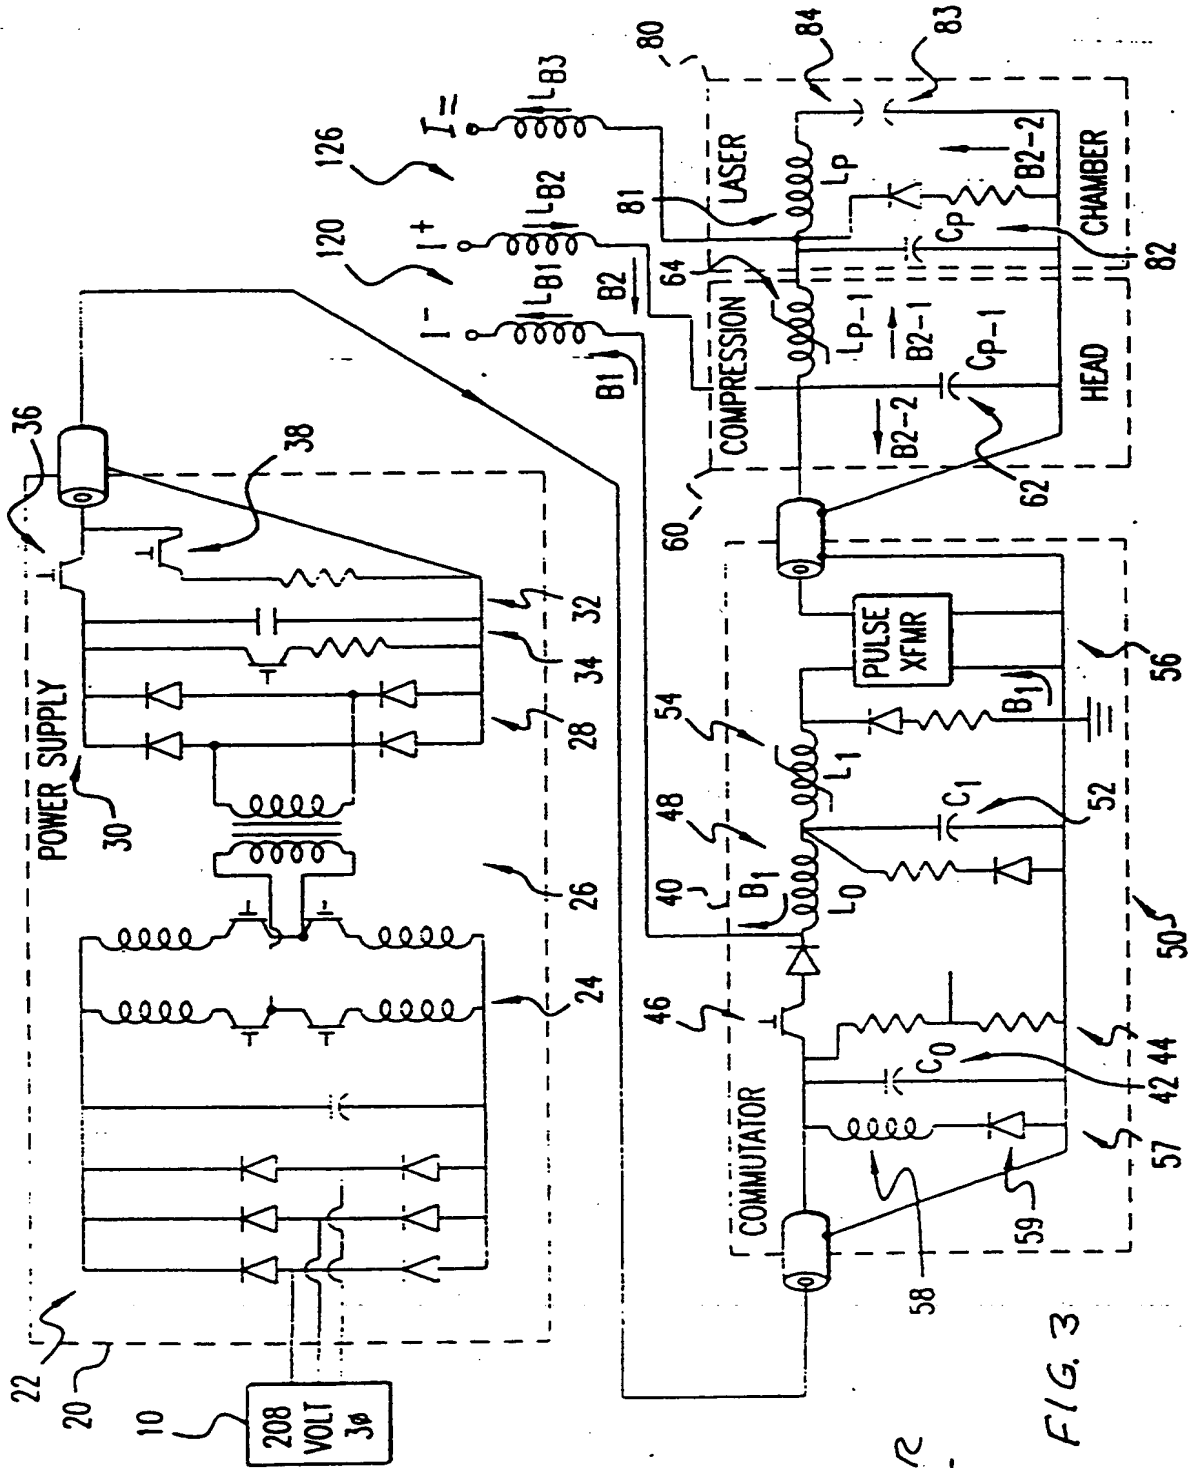 22
20
10
208
VOLT
3ø
POWER SUPPLY
30
24
26
28
34
32
36
38
120
126
I-
I+
I=
LB1
LB2
LB3
B1
B2
COMMUTATOR
46
40
48
54
B1
L0
L1
C0
C1
52
B1
PULSE
XFMR
58
59
57
42
44
50
56
60
COMPRESSION
HEAD
64
LP-1
B2-1
CP-1
B2-2
62
80
81
LASER
CHAMBER
LP
CP
82
B2-2
84
83
R
FIG. 3